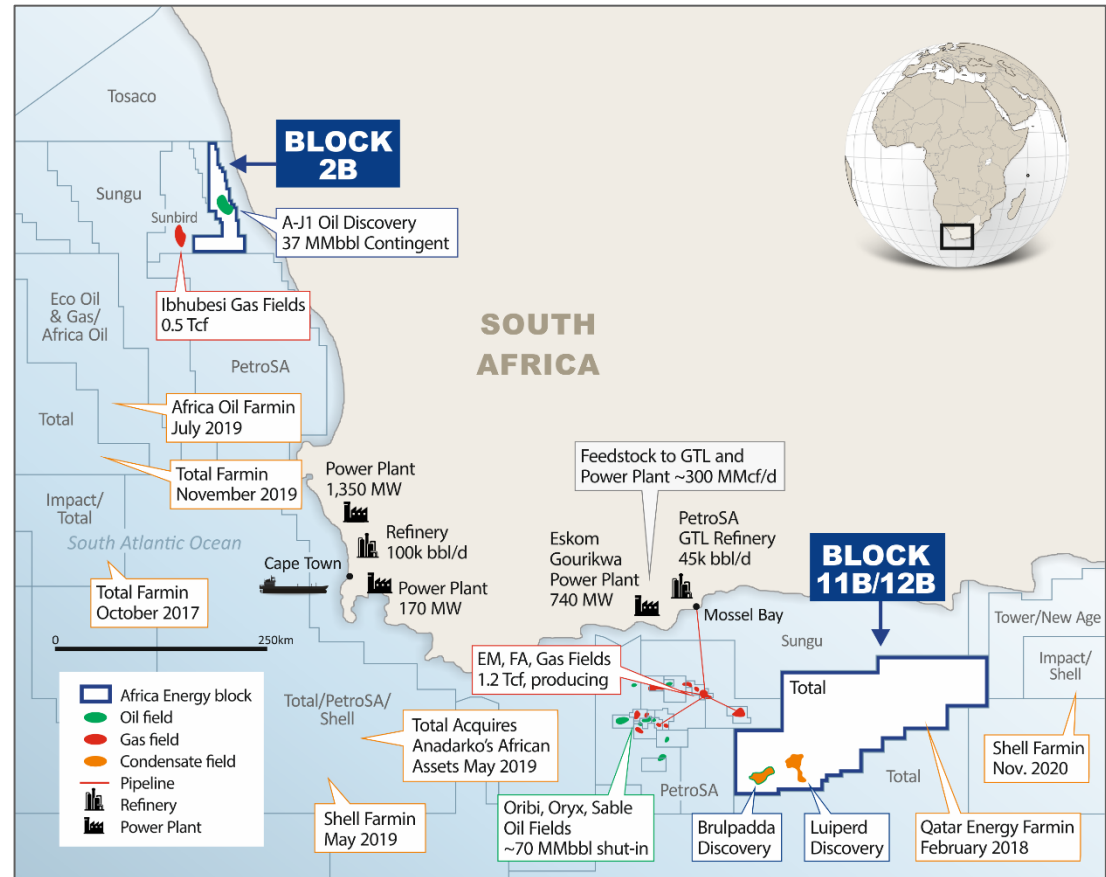 Tosaco
BLOCK
2B
Sungu
Sunbird
A-J1 Oil Discovery
37 MMbbl Contingent
Ibhubesi Gas Fields
0.5 Tcf
Eco Oil
& Gas/
Africa Oil
SOUTH
AFRICA
PetroSA
Africa Oil Farmin
July 2019
Total
Total Farmin
November 2019
Impact/
Total
South Atlantic Ocean
Total Farmin
October 2017
Power Plant
1,350 MW
Refinery
100k bbl/d
Cape Town
Power Plant
170 MW
Feedstock to GTL and
Power Plant ~300 MMcf/d
Eskom
Gourikwa
Power Plant
740 MW
PetroSA
GTL Refinery
45k bbl/d
Mossel Bay
BLOCK
11B/12B
Sungu
Tower/New Age
Impact/
Shell
EM, FA, Gas Fields
1.2 Tcf, producing
Total
0
250km
Africa Energy block
Oil field
Gas field
Condensate field
Pipeline
Refinery
Power Plant
Total/PetroSA/
Shell
Total Acquires
Anadarko's African
Assets May 2019
Shell Farmin
May 2019
Oribi, Oryx, Sable
Oil Fields
~70 MMbbl shut-in
PetroSA
Brulpadda
Discovery
Luiperd
Discovery
Total
Qatar Energy Farmin
February 2018
Shell Farmin
Nov. 2020